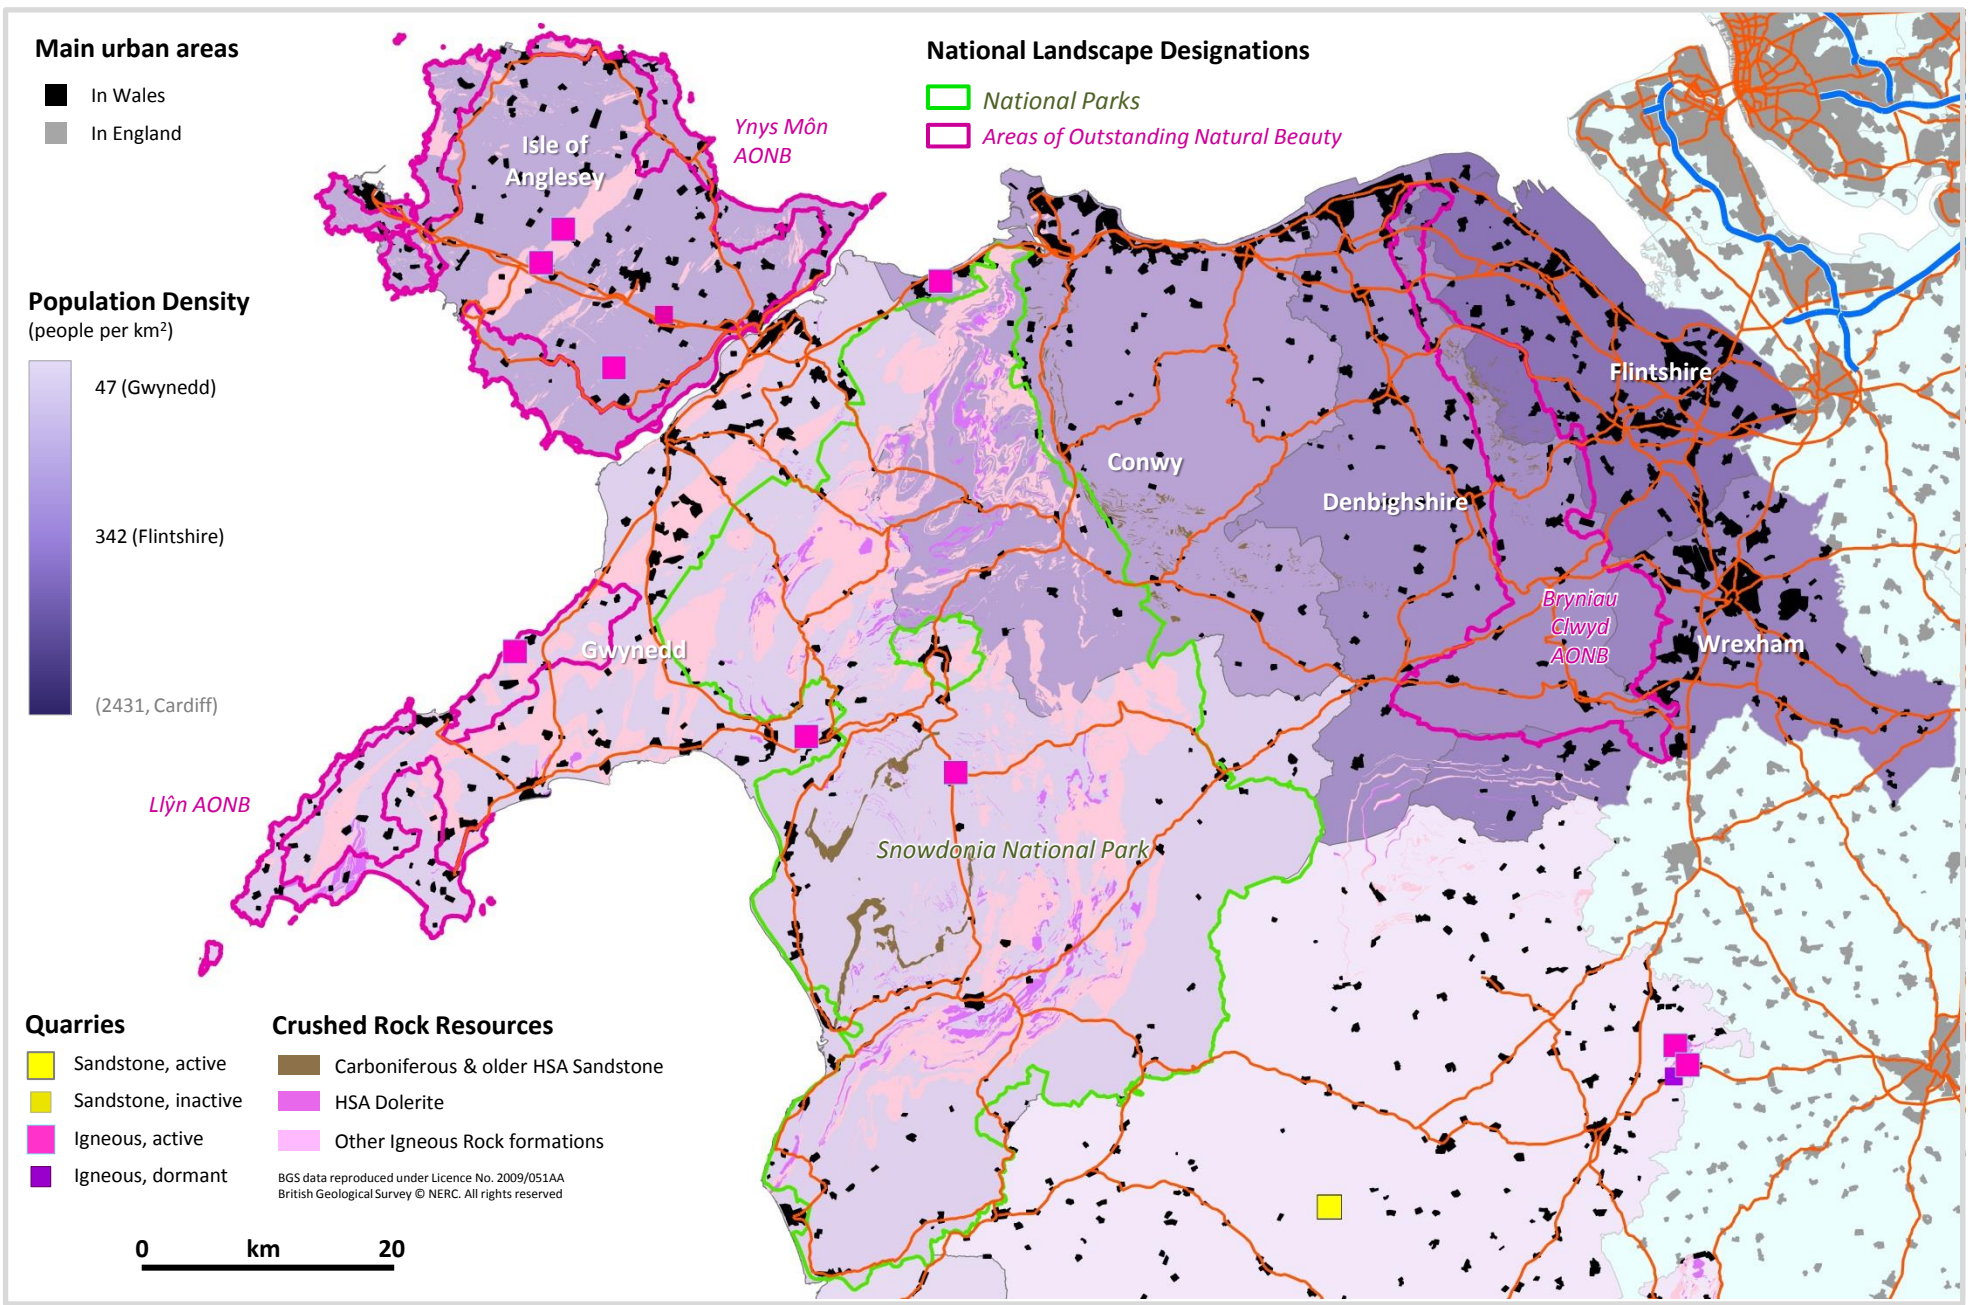 Main urban areas
In Wales
In England
National Landscape Designations
National Parks
Areas of Outstanding Natural Beauty
Ynys Môn
AONB
Isle of
Anglesey
Population Density
(people per km²)
47 (Gwynedd)
342 (Flintshire)
(2431, Cardiff)
Flintshire
Conwy
Denbighshire
Bryniau
Clwyd
AONB
Wrexham
Gwynedd
Llŷn AONB
Snowdonia National Park
Quarries
Sandstone, active
Sandstone, inactive
Igneous, active
Igneous, dormant
Crushed Rock Resources
Carboniferous & older HSA Sandstone
HSA Dolerite
Other Igneous Rock formations
BGS data reproduced under Licence No. 2009/051AA
British Geological Survey © NERC. All rights reserved
0 km 20